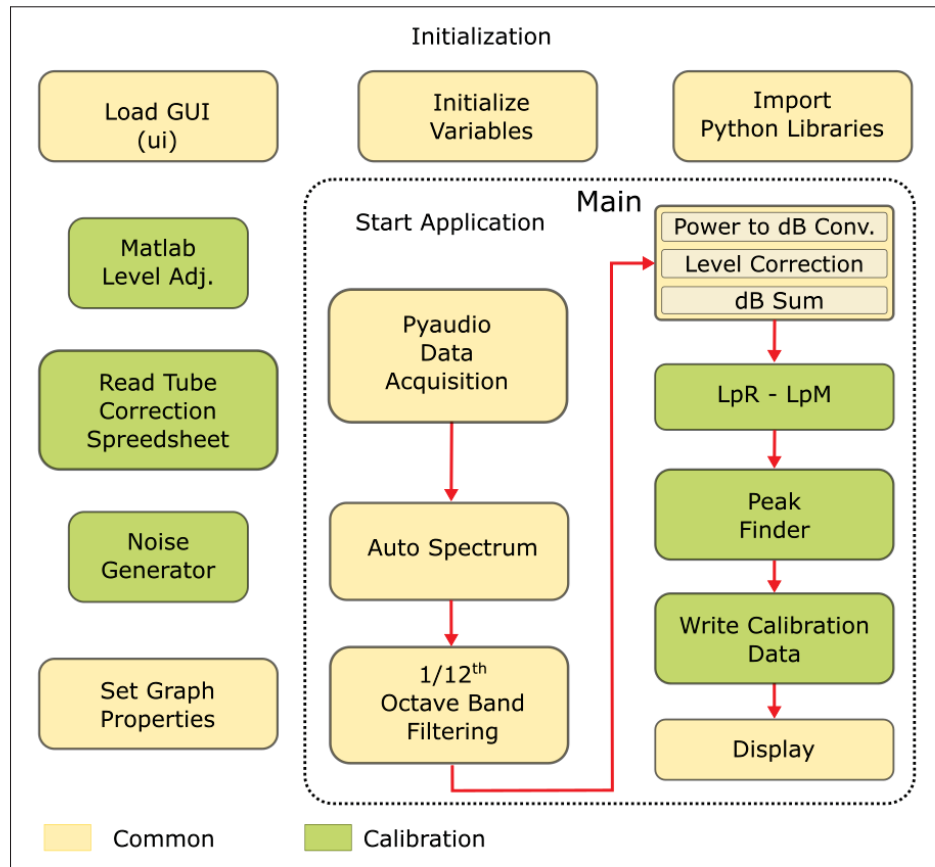 Initialization
Load GUI
(ui)
Initialize
Variables
Import
Python Libraries
Matlab
Level Adj.
Read Tube
Correction
Spreedsheet
Noise
Generator
Set Graph
Properties
Main
Start Application
Pyaudio
Data
Acquisition
Auto Spectrum
1/12th
Octave Band
Filtering
Power to dB Conv.
Level Correction
dB Sum
LpR - LpM
Peak
Finder
Write Calibration
Data
Display
Common
Calibration